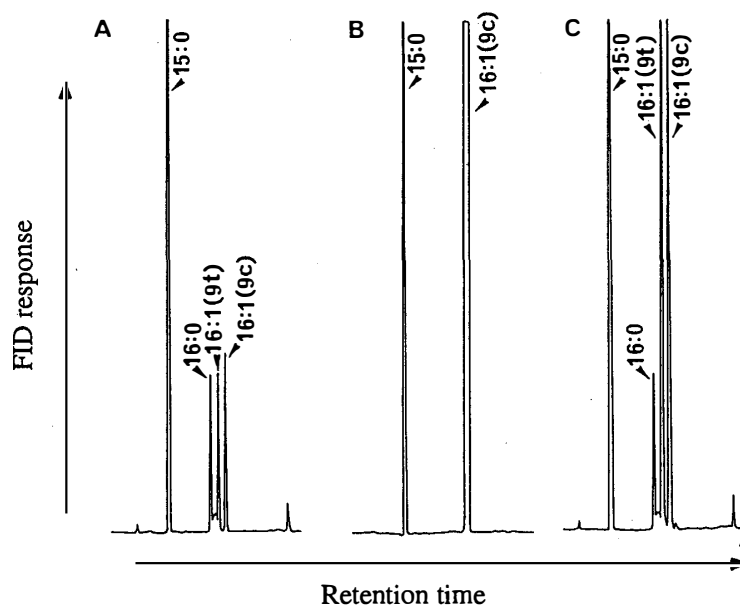 A
15:0
16:0
16:1(9t)
16:1(9c)
B
15:0
16:1(9c)
C
15:0
16:1(9t)
16:1(9c)
16:0
FID response
Retention time